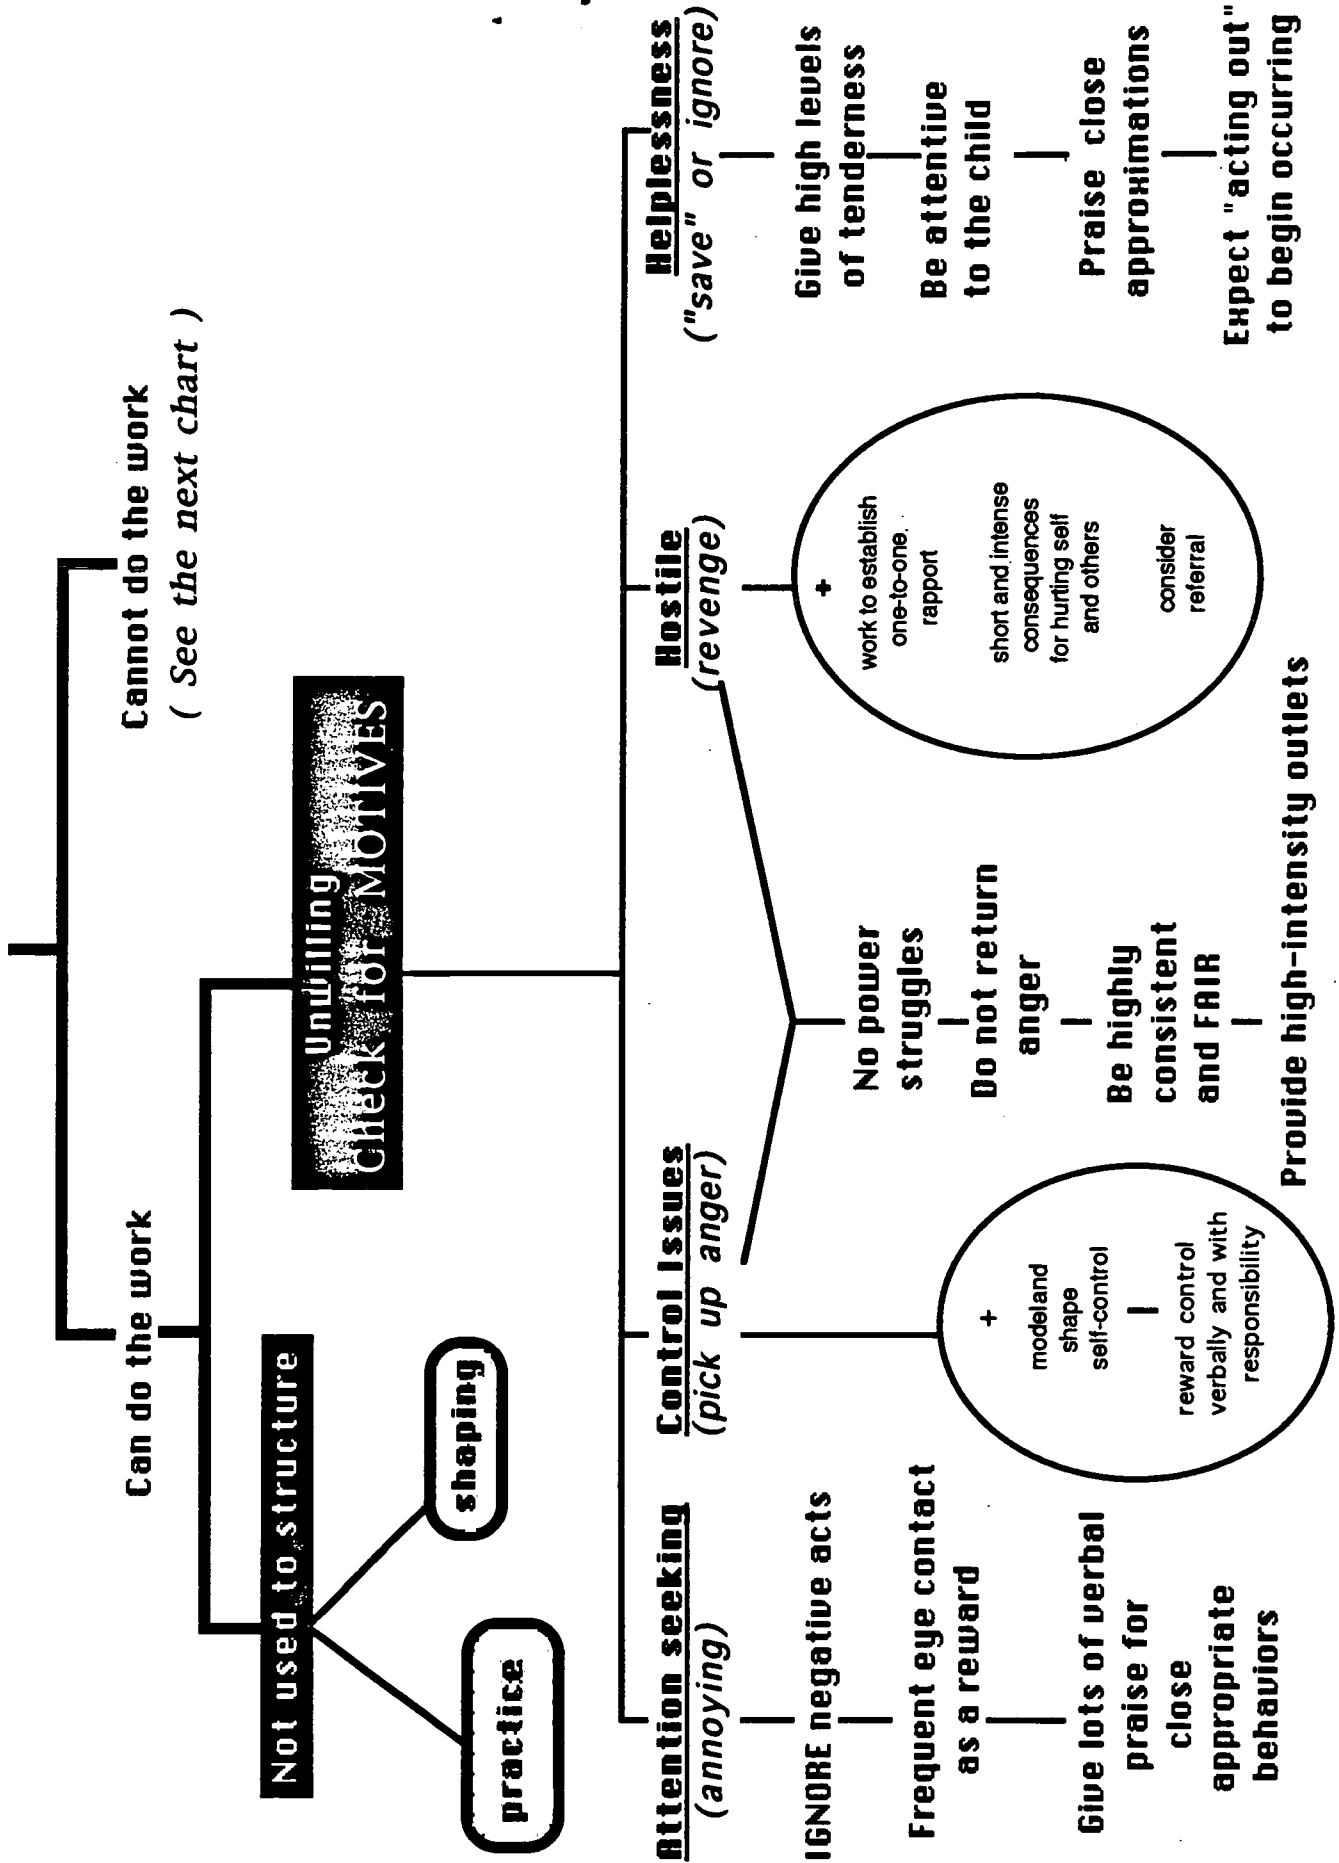 Can do the work
Cannot do the work
( See the next chart )
Not used to structure
practice
shaping
Unwilling
Check for MOTIVES
Attention seeking
(annoying)
IGNORE negative acts
Frequent eye contact
as a reward
Give lots of verbal
praise for
close
appropriate
behaviors
Control Issues
(pick up anger)
+
modeland
shape
self-control
reward control
verbally and with
responsibility
No power
struggles
Do not return
anger
Be highly
consistent
and FAIR
Provide high-intensity outlets
Hostile
(revenge)
+
work to establish
one-to-one.
rapport
short and intense
consequences
for hurting self
and others
consider
referral
Helplessness
("save" or ignore)
Give high levels
of tenderness
Be attentive
to the child
Praise close
approximations
Expect "acting out"
to begin occurring